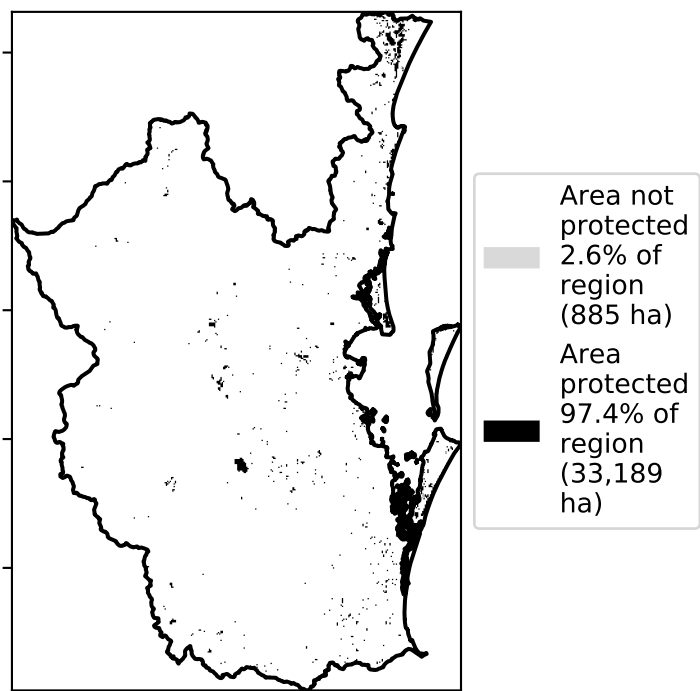 Area not
protected
2.6% of
region
(885 ha)
Area
protected
97.4% of
region
(33,189
ha)